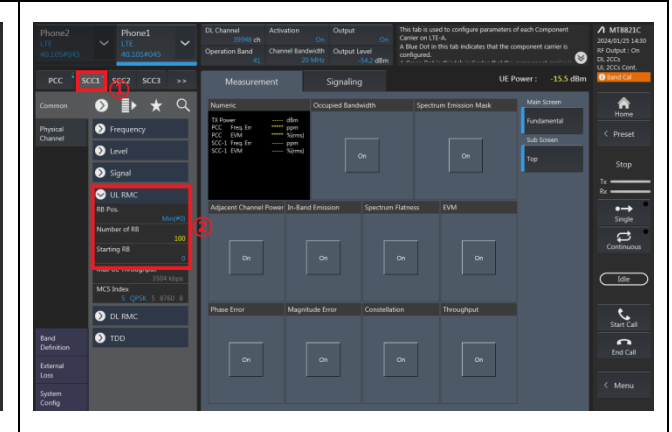 Phone2
LTE
40.105#045
Phone1
LTE
40.105#045
DL Channel
39948 ch
Activation
On
Output
On
Operation Band
41
Channel Bandwidth
20 MHz
Output Level
-54.2 dBm
This tab is used to configure parameters of each Component
Carrier on LTE-A.
A Blue Dot in this tab indicates that the component carrier is
configured.
MT8821C
2024/01/25 14:30
RF Output : On
DL 2CCs
UL 2CCs Cont.
Band Cal
PCC
SCC1
SCC2
SCC3
>>
①
Measurement
Signaling
UE Power : -15.5 dBm
Common
Physical
Channel
Frequency
Level
Signal
UL RMC
RB Pos.
Min(#0)
Number of RB
100
Starting RB
0
②
3504 kbps
MCS Index
5 QPSK 5 8760 8
DL RMC
TDD
Band
Definition
External
Loss
System
Config
Numeric
TX Power ----- dBm
PCC Freq. Err ----- ppm
PCC EVM ----- %(rms)
SCC-1 Freq. Err ----- ppm
SCC-1 EVM ----- %(rms)
Occupied Bandwidth
On
Spectrum Emission Mask
On
Main Screen
Fundamental
Sub Screen
Top
Adjacent Channel Power
On
In-Band Emission
On
Spectrum Flatness
On
EVM
On
Phase Error
On
Magnitude Error
On
Constellation
On
Throughput
On
Home
< Preset
Stop
Tx
Rx
Single
Continuous
Idle
Start Call
End Call
< Menu